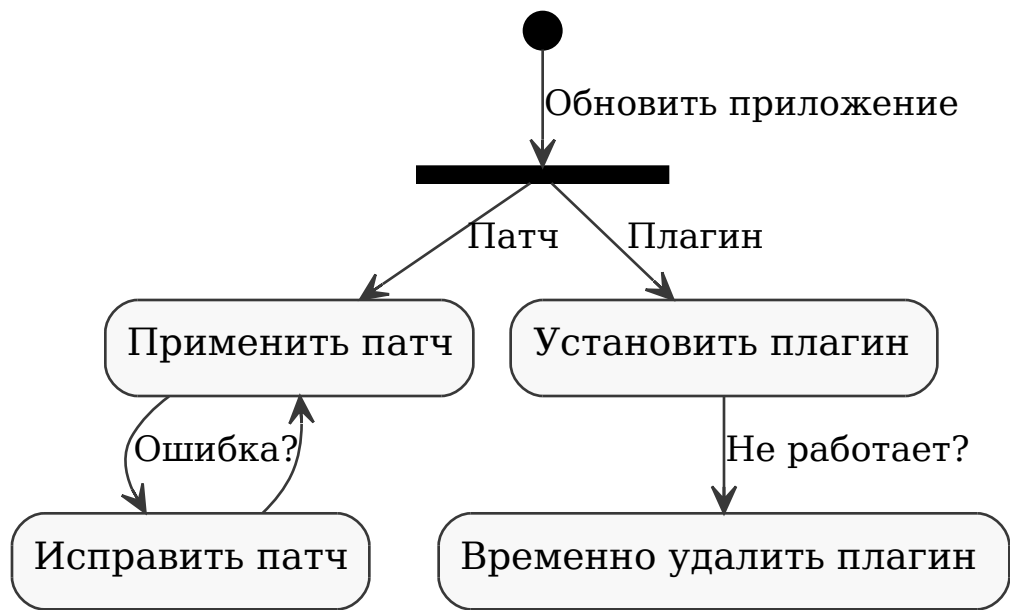 Обновить приложение
Патч
Плагин
Применить патч
Установить плагин
Ошибка?
Не работает?
Исправить патч
Временно удалить плагин